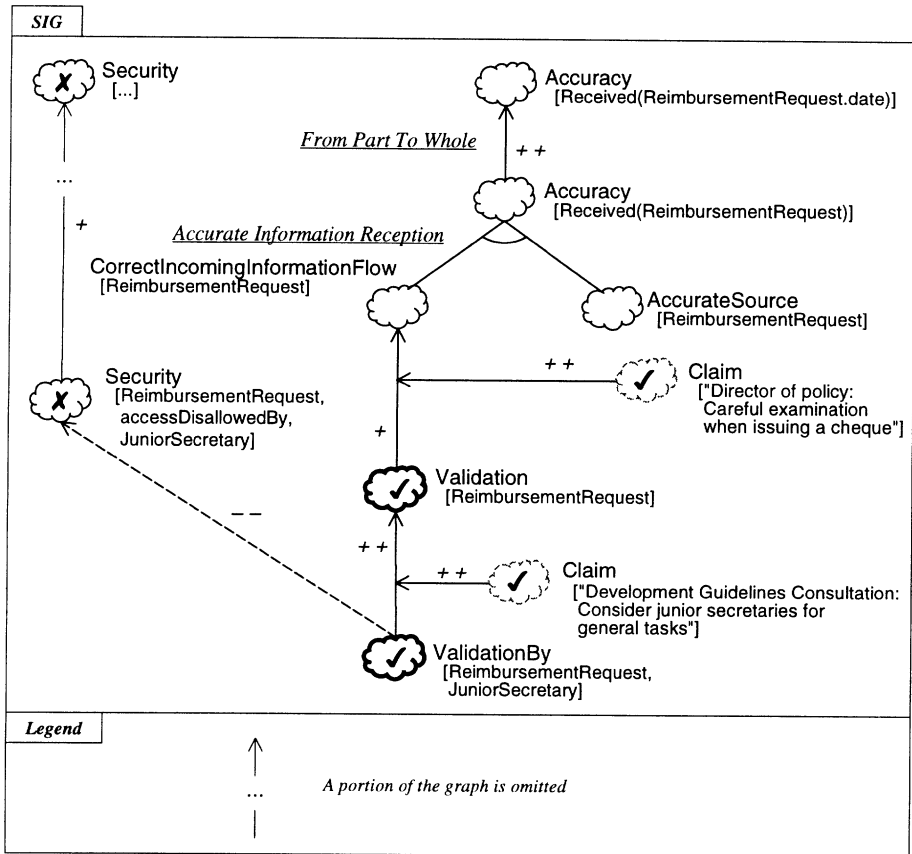 SIG
Security
[...]
Accuracy
[Received(ReimbursementRequest.date)]
From Part To Whole
+ +
...
+
Accuracy
[Received(ReimbursementRequest)]
Accurate Information Reception
CorrectIncomingInformationFlow
[ReimbursementRequest]
AccurateSource
[ReimbursementRequest]
+ +
Claim
["Director of policy:
Careful examination
when issuing a cheque"]
Security
[ReimbursementRequest,
accessDisallowedBy,
JuniorSecretary]
+
Validation
[ReimbursementRequest]
– –
+ +
+ +
Claim
["Development Guidelines Consultation:
Consider junior secretaries for
general tasks"]
ValidationBy
[ReimbursementRequest,
JuniorSecretary]
Legend
...
A portion of the graph is omitted